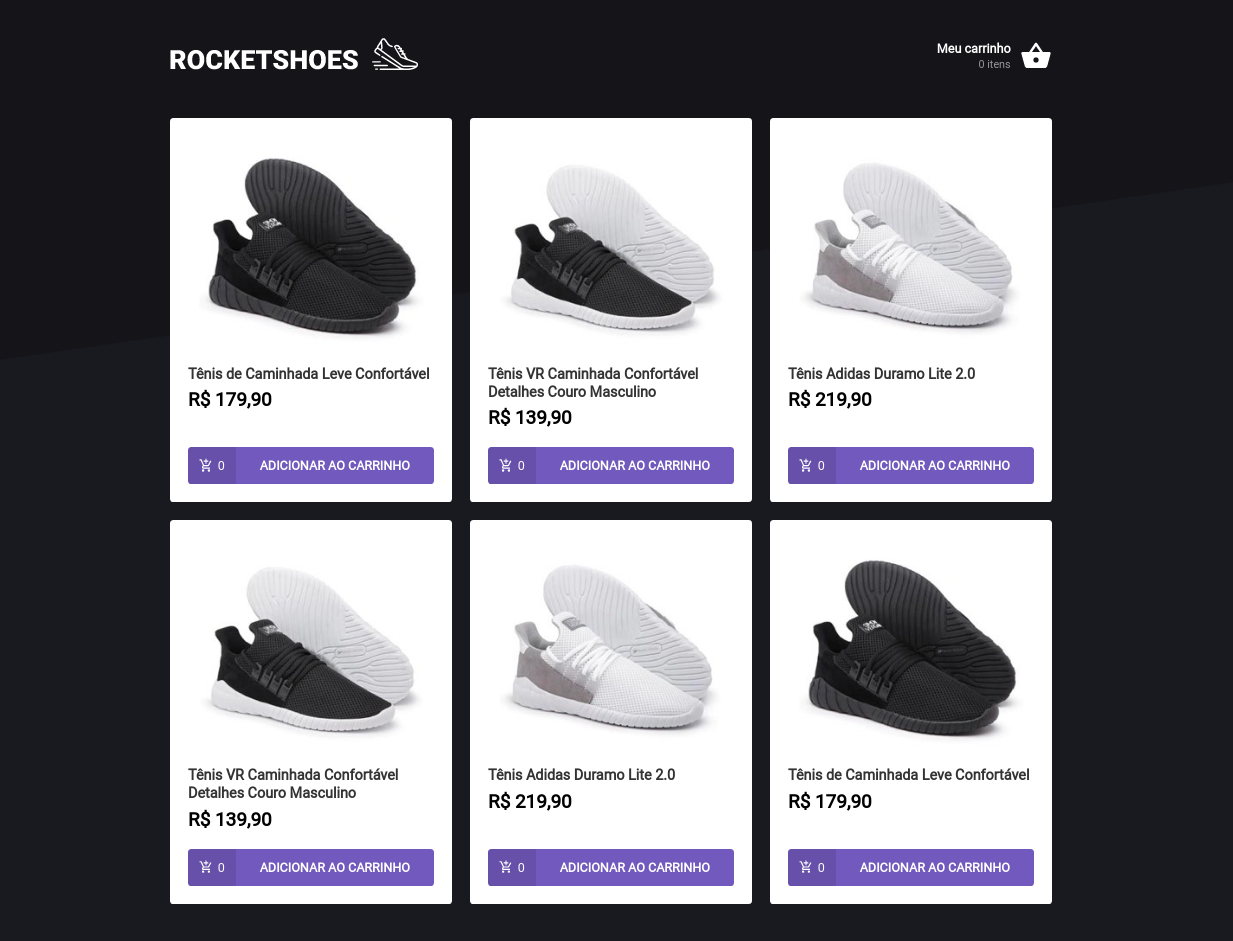 ROCKETSHOES
Meu carrinho
0 itens
Tênis de Caminhada Leve Confortável
R$ 179,90
0 ADICIONAR AO CARRINHO
Tênis VR Caminhada Confortável
Detalhes Couro Masculino
R$ 139,90
0 ADICIONAR AO CARRINHO
Tênis Adidas Duramo Lite 2.0
R$ 219,90
0 ADICIONAR AO CARRINHO
Tênis VR Caminhada Confortável
Detalhes Couro Masculino
R$ 139,90
0 ADICIONAR AO CARRINHO
Tênis Adidas Duramo Lite 2.0
R$ 219,90
0 ADICIONAR AO CARRINHO
Tênis de Caminhada Leve Confortável
R$ 179,90
0 ADICIONAR AO CARRINHO